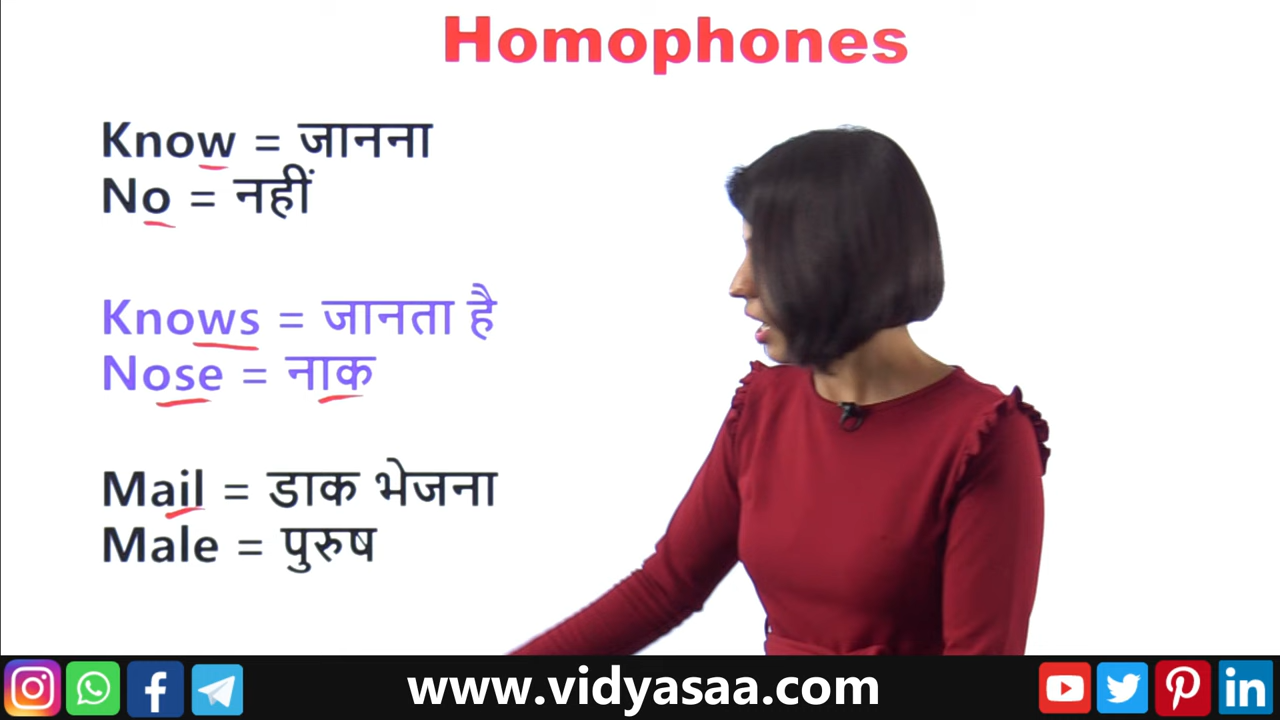 Homophones
Know = जानना
No = नहीं
Knows = जानता है
Nose = नाक
Mail = डाक भेजना
Male = पुरुष
www.vidyasaa.com